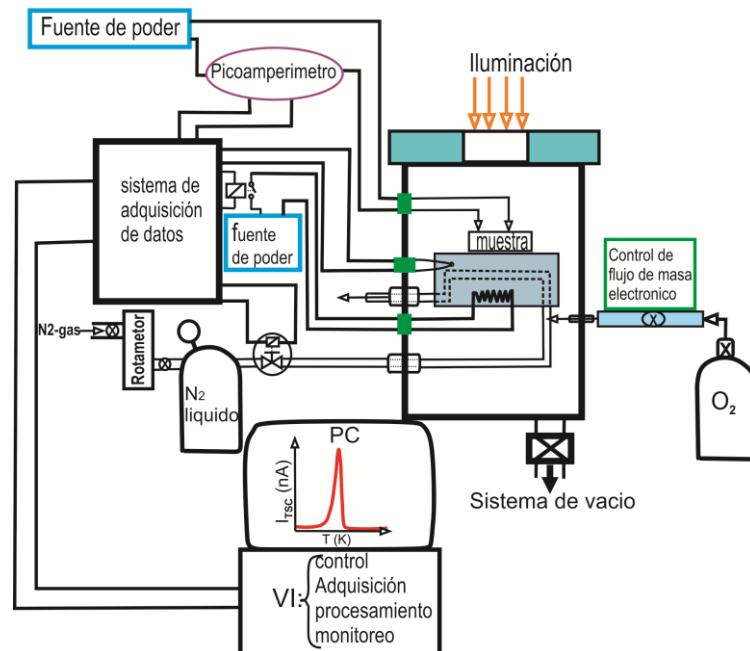 Fuente de poder
Picoamperimetro
Iluminación
sistema de
adquisición
de datos
fuente
de poder
muestra
Control de
flujo de masa
electronico
N2-gas
Rotametor
N2
liquido
O2
PC
ITSC (nA)
T (K)
Sistema de vacio
VI:
control
Adquisición
procesamiento
monitoreo